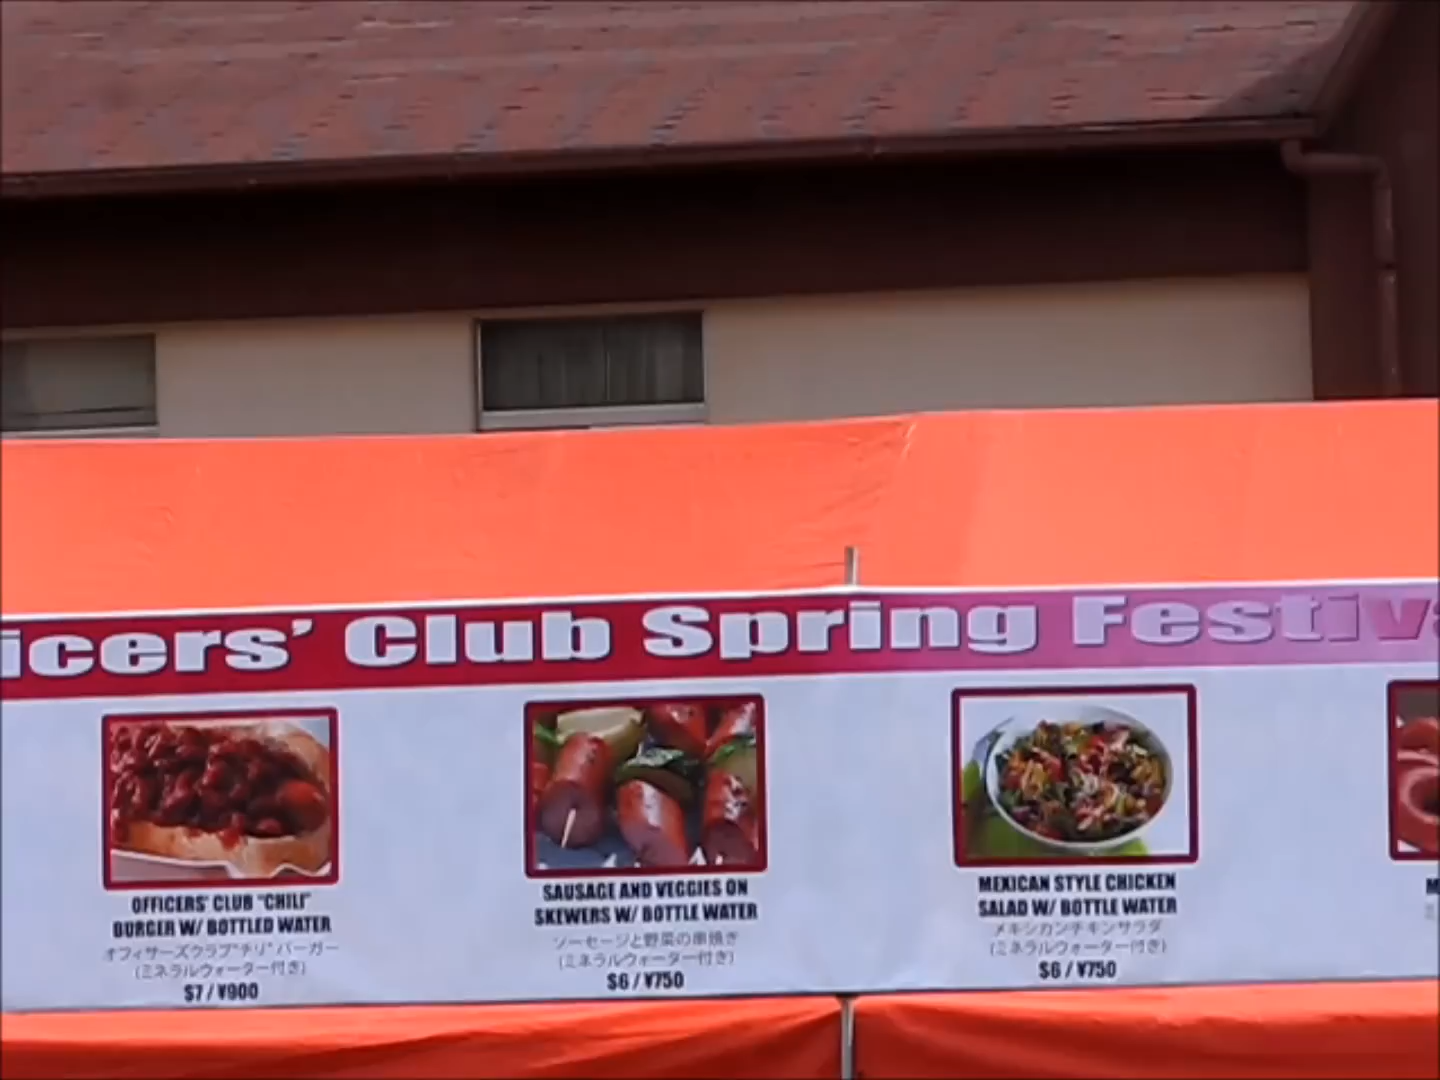 icers' Club Spring Festiva
OFFICERS' CLUB "CHILI"
BURGER W/ BOTTLED WATER
オフィサーズクラブ"チリ"バーガー
(ミネラルウォーター付き)
$7 / ¥900
SAUSAGE AND VEGGIES ON
SKEWERS W/ BOTTLE WATER
ソーセージと野菜の串焼き
(ミネラルウォーター付き)
$6 / ¥750
MEXICAN STYLE CHICKEN
SALAD W/ BOTTLE WATER
メキシカンチキンサラダ
(ミネラルウォーター付き)
$6 / ¥750
M